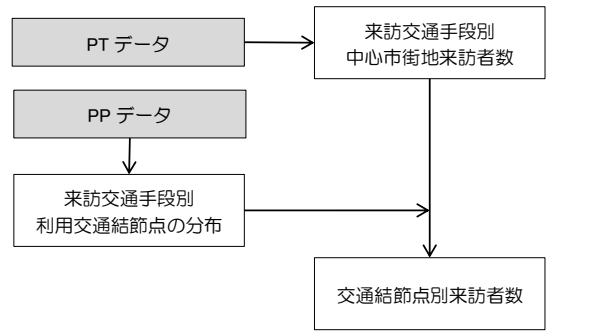 PT データ
来訪交通手段別
中心市街地来訪者数
PP データ
来訪交通手段別
利用交通結節点の分布
交通結節点別来訪者数